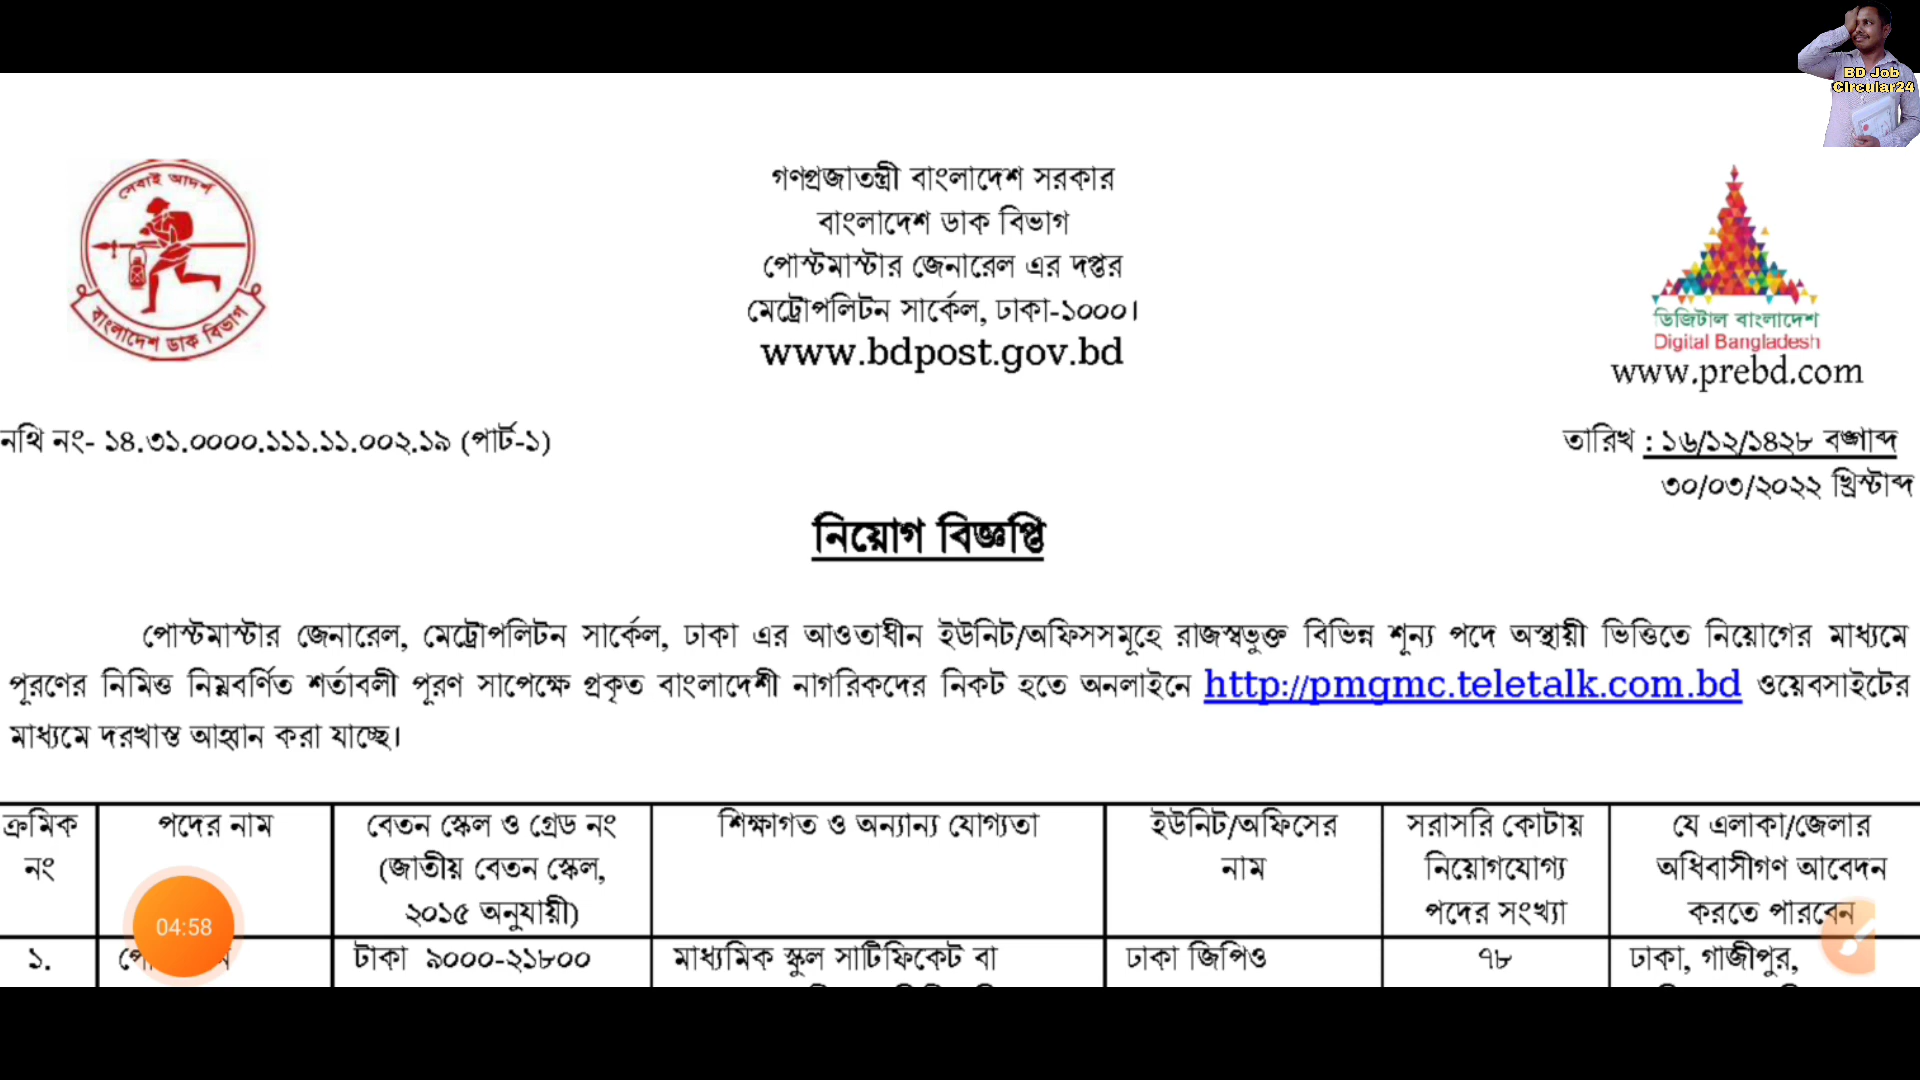 BD Job
Circular24
সেবাই আদর্শ
বাংলাদেশ ডাক বিভাগ
গণপ্রজাতন্ত্রী বাংলাদেশ সরকার
বাংলাদেশ ডাক বিভাগ
পোস্টমাস্টার জেনারেল এর দপ্তর
মেট্রোপলিটন সার্কেল, ঢাকা-১০০০।
www.bdpost.gov.bd
ডিজিটাল বাংলাদেশ
Digital Bangladesh
www.prebd.com
নথি নং- ১৪.৩১.০০০০.১১১.১১.০০২.১৯ (পার্ট-১)
তারিখ : ১৬/১২/১৪২৮ বঙ্গাব্দ
৩০/০৩/২০২২ খ্রিস্টাব্দ
নিয়োগ বিজ্ঞপ্তি
পোস্টমাস্টার জেনারেল, মেট্রোপলিটন সার্কেল, ঢাকা এর আওতাধীন ইউনিট/অফিসসমূহে রাজস্বভুক্ত বিভিন্ন শূন্য পদে অস্থায়ী ভিত্তিতে নিয়োগের মাধ্যমে
পূরণের নিমিত্ত নিম্নবর্ণিত শর্তাবলী পূরণ সাপেক্ষে প্রকৃত বাংলাদেশী নাগরিকদের নিকট হতে অনলাইনে http://pmgmc.teletalk.com.bd ওয়েবসাইটের
মাধ্যমে দরখাস্ত আহ্বান করা যাচ্ছে।
ক্রমিক নং
পদের নাম
বেতন স্কেল ও গ্রেড নং
(জাতীয় বেতন স্কেল,
২০১৫ অনুযায়ী)
শিক্ষাগত ও অন্যান্য যোগ্যতা
ইউনিট/অফিসের
নাম
সরাসরি কোটায়
নিয়োগযোগ্য
পদের সংখ্যা
যে এলাকা/জেলার
অধিবাসীগণ আবেদন
করতে পারবেন
04:58
১.
টাকা ৯০০০-২১৮০০
মাধ্যমিক স্কুল সার্টিফিকেট বা
ঢাকা জিপিও
৭৮
ঢাকা, গাজীপুর,